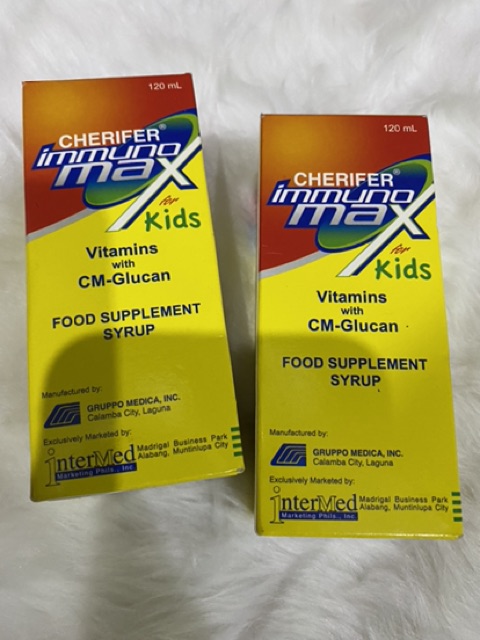 120 mL
CHERIFER®
immuno
max
for
Kids
Vitamins
with
CM-Glucan
FOOD SUPPLEMENT
SYRUP
Manufactured by:
GRUPPO MEDICA, INC.
Calamba City, Laguna
Exclusively Marketed by:
interMed
Marketing Phils., Inc.
Madrigal Business Park
Alabang, Muntinlupa City
120 mL
CHERIFER®
immuno
max
for
Kids
Vitamins
with
CM-Glucan
FOOD SUPPLEMENT
SYRUP
Manufactured by:
GRUPPO MEDICA, INC.
Calamba City, Laguna
Exclusively Marketed by:
interMed
Marketing Phils., Inc.
Madrigal Business Park
Alabang, Muntinlupa City